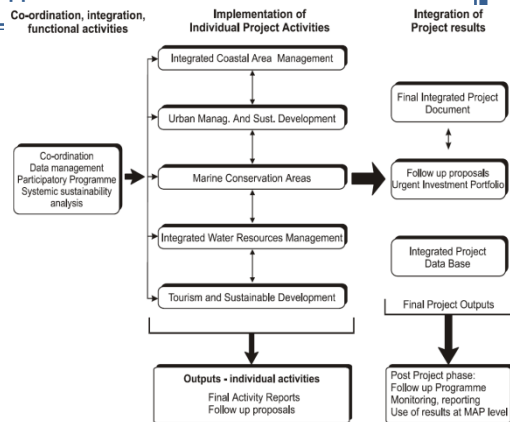 Co-ordination, integration,
functional activities
Implementation of
Individual Project Activities
Integration of
Project results
Co-ordination
Data management
Participatory Programme
Systemic sustainability
analysis
Integrated Coastal Area Management
Urban Manag. And Sust. Development
Marine Conservation Areas
Integrated Water Resources Management
Tourism and Sustainable Development
Outputs - individual activities
Final Activity Reports
Follow up proposals
Final Integrated Project
Document
Follow up proposals
Urgent Investment Portfolio
Integrated Project
Data Base
Final Project Outputs
Post Project phase:
Follow up Programme
Monitoring, reporting
Use of results at MAP level